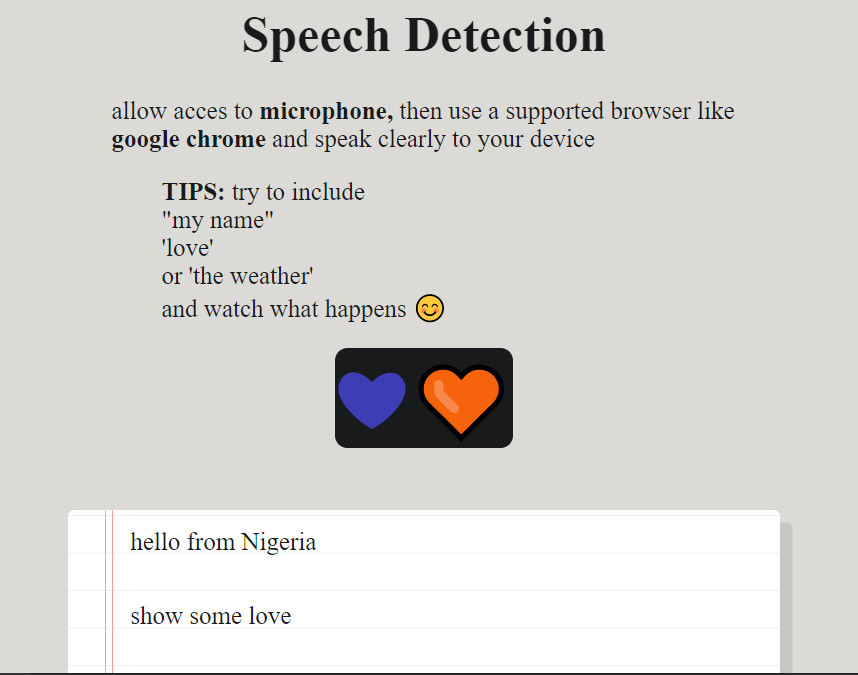 Speech Detection
allow acces to microphone, then use a supported browser like
google chrome and speak clearly to your device
TIPS: try to include
"my name"
'love'
or 'the weather'
and watch what happens 😊
hello from Nigeria
show some love